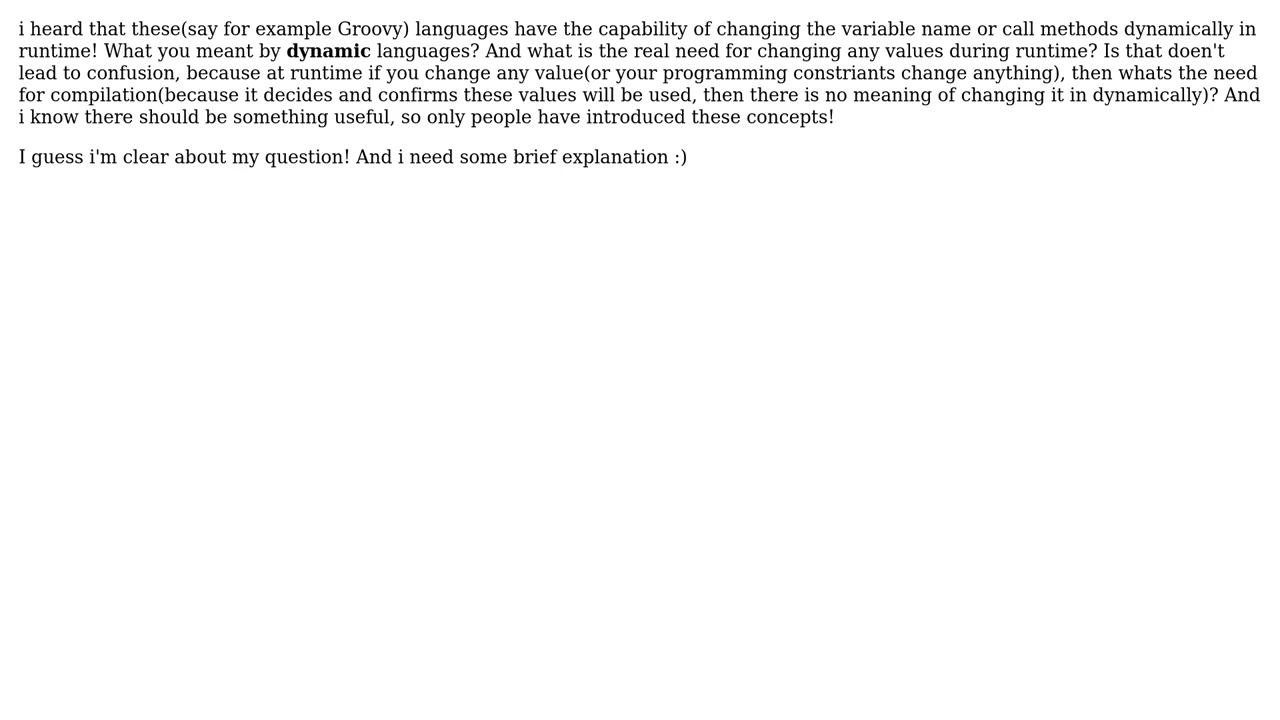 i heard that these(say for example Groovy) languages have the capability of changing the variable name or call methods dynamically in
runtime! What you meant by dynamic languages? And what is the real need for changing any values during runtime? Is that doen't
lead to confusion, because at runtime if you change any value(or your programming constriants change anything), then whats the need
for compilation(because it decides and confirms these values will be used, then there is no meaning of changing it in dynamically)? And
i know there should be something useful, so only people have introduced these concepts!
I guess i'm clear about my question! And i need some brief explanation :)